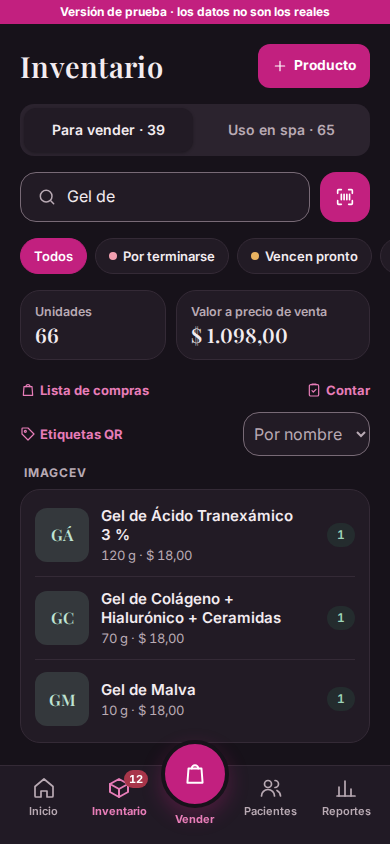 Versión de prueba · los datos no son los reales
Inventario
+ Producto
Para vender · 39
Uso en spa · 65
Gel de
Todos
Por terminarse
Vencen pronto
Unidades
66
Valor a precio de venta
$ 1.098,00
Lista de compras
Contar
Etiquetas QR
Por nombre
IMAGCEV
GÁ
Gel de Ácido Tranexámico
3 %
120 g · $ 18,00
1
GC
Gel de Colágeno +
Hialurónico + Ceramidas
70 g · $ 18,00
1
GM
Gel de Malva
10 g · $ 18,00
1
12
Inicio
Inventario
Vender
Pacientes
Reportes